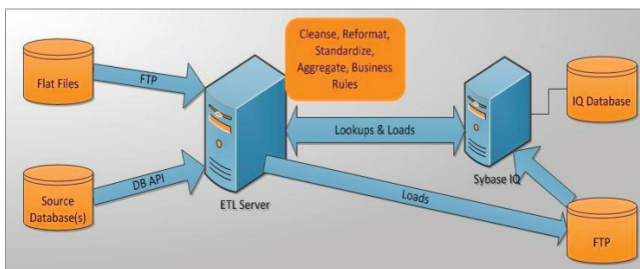 Cleanse, Reformat,
Standardize,
Aggregate, Business
Rules
Flat Files
FTP
IQ Database
Lookups & Loads
Sybase IQ
DB API
Source
Database(s)
ETL Server
Loads
FTP